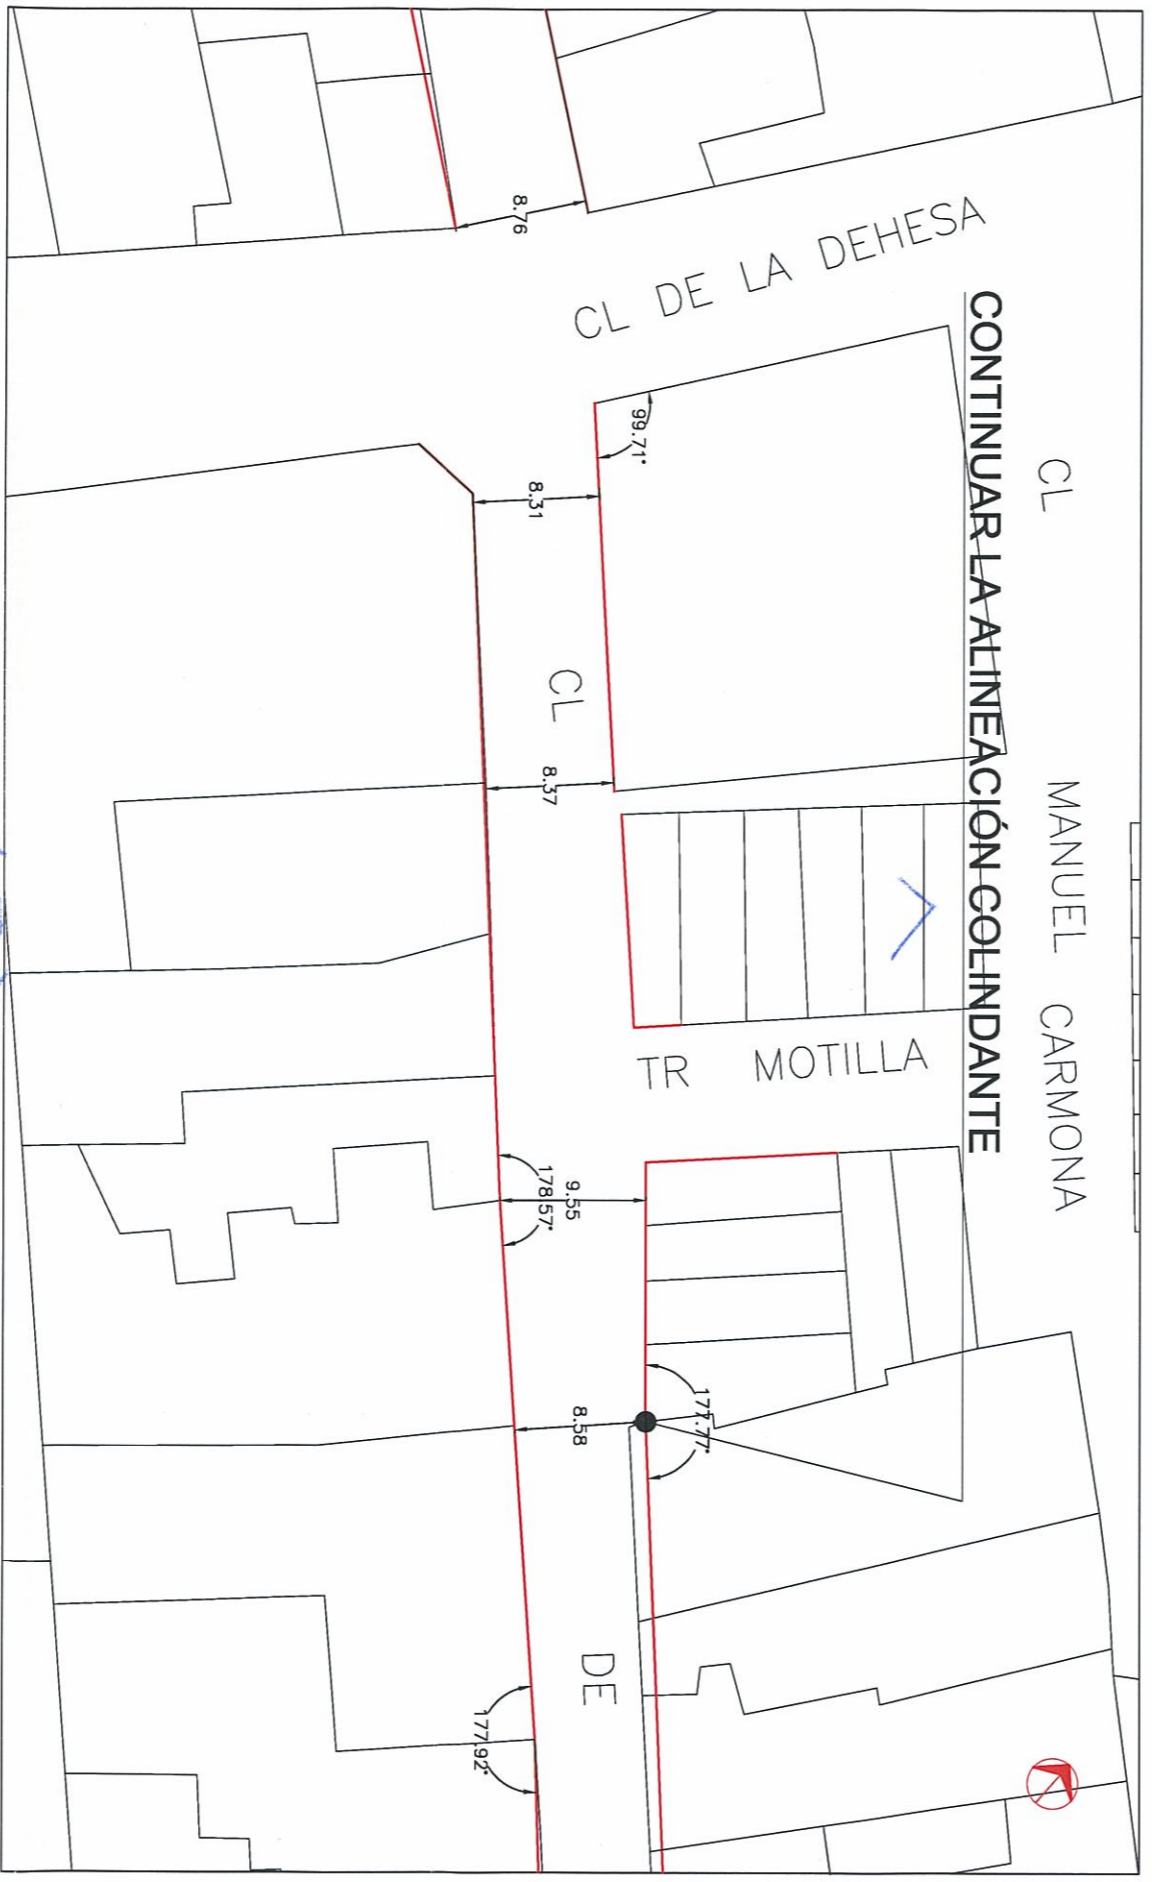 CL MANUEL CARMONA
CONTINUAR LA ALINEACIÓN COLINDANTE
CL DE LA DEHESA
TR MOTILLA
CL DE
8.76
99.71°
8.31
8.37
9.55
178.57°
177.77°
8.58
177.92°